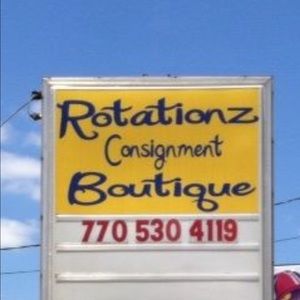 Rotationz
Consignment
Boutique
770 530 4119